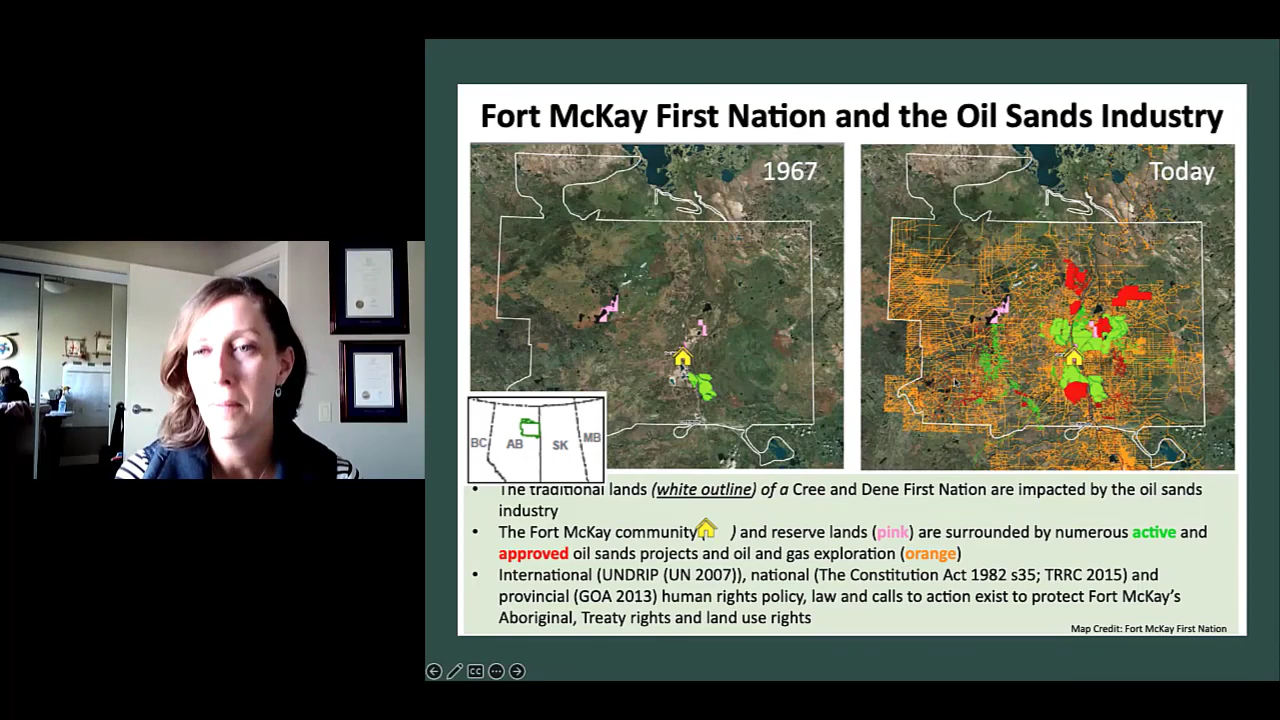 Fort McKay First Nation and the Oil Sands Industry
1967
Today
BC
AB
SK
MB
• The traditional lands (white outline) of a Cree and Dene First Nation are impacted by the oil sands
industry
• The Fort McKay community( ) and reserve lands (pink) are surrounded by numerous active and
approved oil sands projects and oil and gas exploration (orange)
• International (UNDRIP (UN 2007)), national (The Constitution Act 1982 s35; TRRC 2015) and
provincial (GOA 2013) human rights policy, law and calls to action exist to protect Fort McKay's
Aboriginal, Treaty rights and land use rights
Map Credit: Fort McKay First Nation
CC